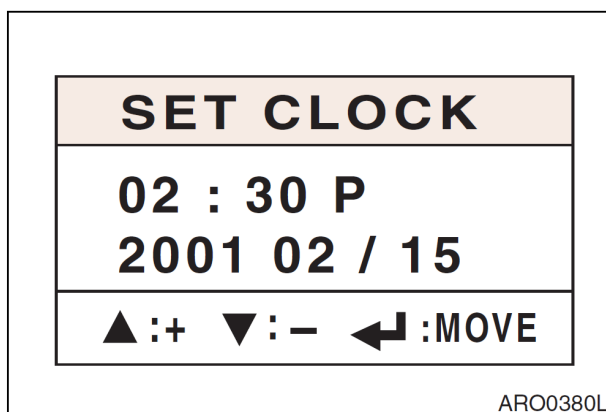 SET CLOCK
02 : 30 P
2001 02 / 15
▲:+ ▼:– ↵:MOVE
ARO0380L